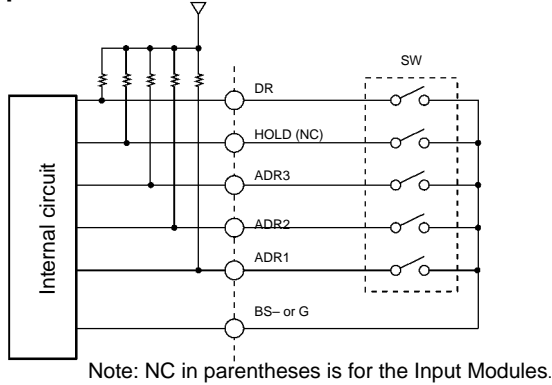 SW
DR
HOLD (NC)
ADR3
ADR2
ADR1
BS– or G
Internal circuit
Note: NC in parentheses is for the Input Modules.